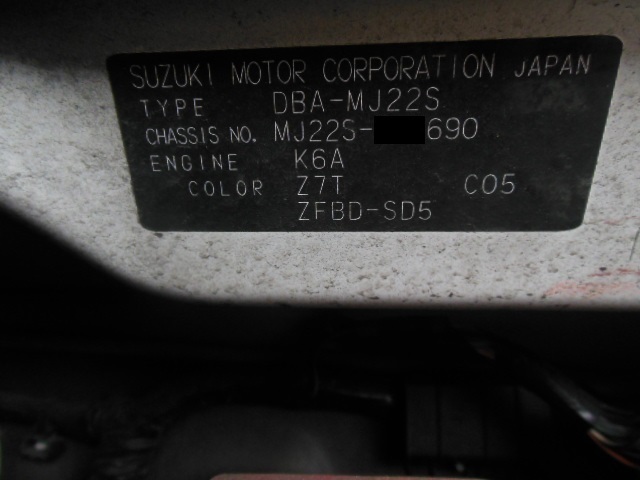 SUZUKI MOTOR CORPORATION JAPAN
TYPE DBA-MJ22S
CHASSIS NO. MJ22S-690
ENGINE K6A
COLOR Z7T C05
ZFBD-SD5